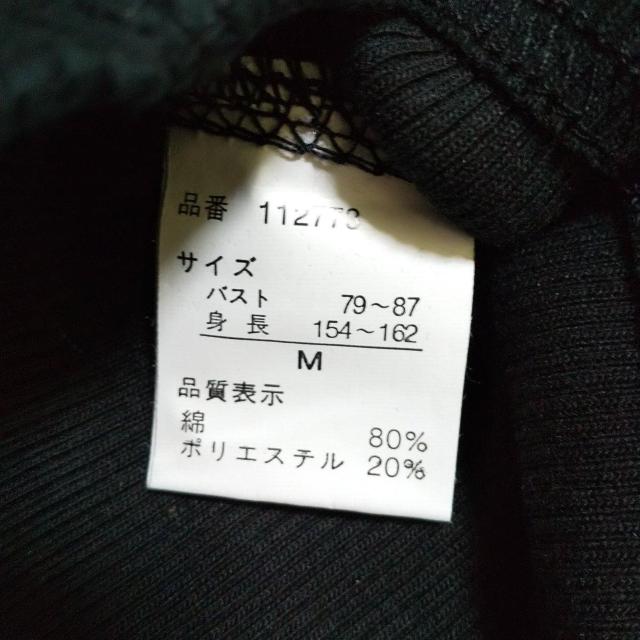 品番 112773
サイズ
バスト 79~87
身長 154~162
M
品質表示
綿 80%
ポリエステル 20%